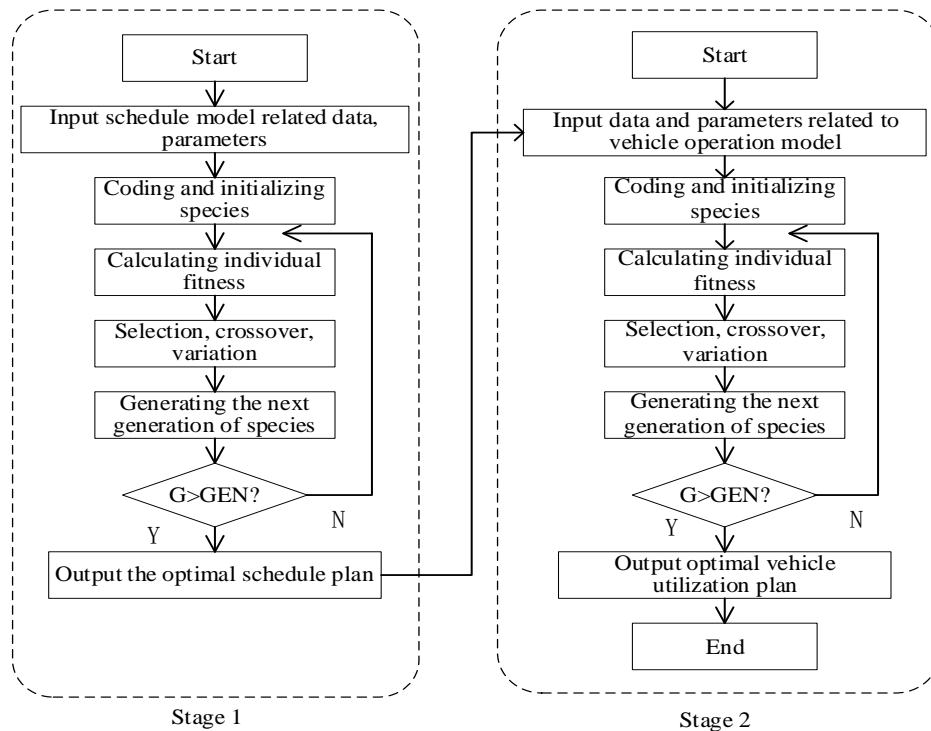 Start
Input schedule model related data,
parameters
Coding and initializing
species
Calculating individual
fitness
Selection, crossover,
variation
Generating the next
generation of species
G>GEN?
N
Y
Output the optimal schedule plan
Stage 1
Start
Input data and parameters related to
vehicle operation model
Coding and initializing
species
Calculating individual
fitness
Selection, crossover,
variation
Generating the next
generation of species
G>GEN?
Y
N
Output optimal vehicle
utilization plan
End
Stage 2